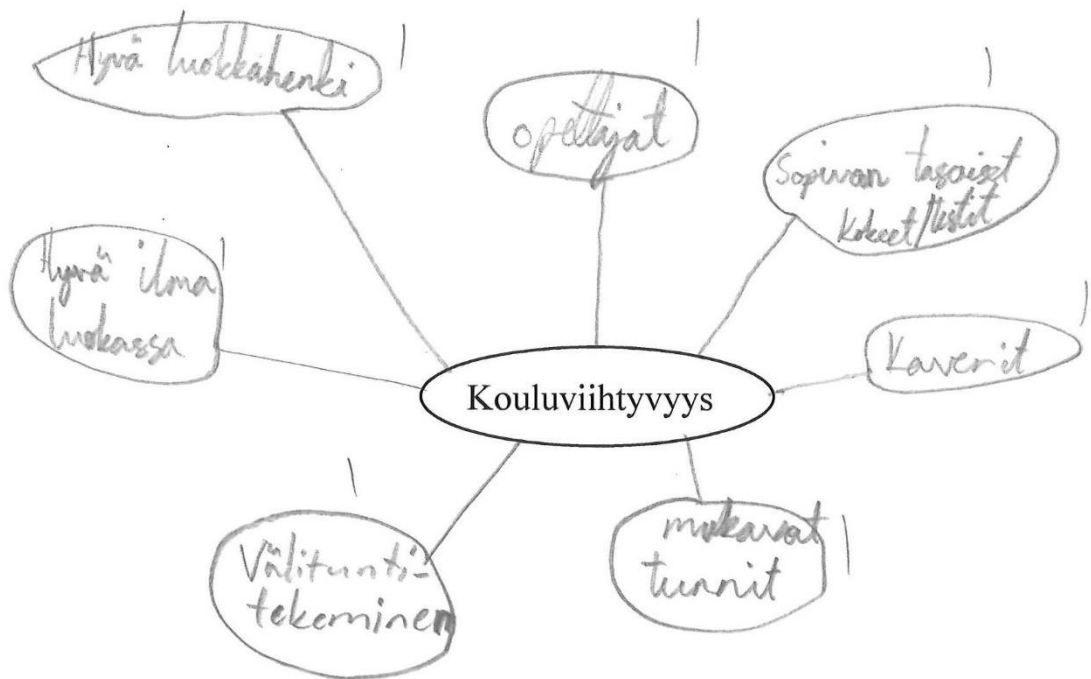 Hyvä luokkahenki
opettajat
Sopivan tasoiset
kokeet/testit
Hyvä ilma
luokassa
Kaverit
Kouluviihtyvyys
Välitunti-
tekeminen
mukavat
tunnit